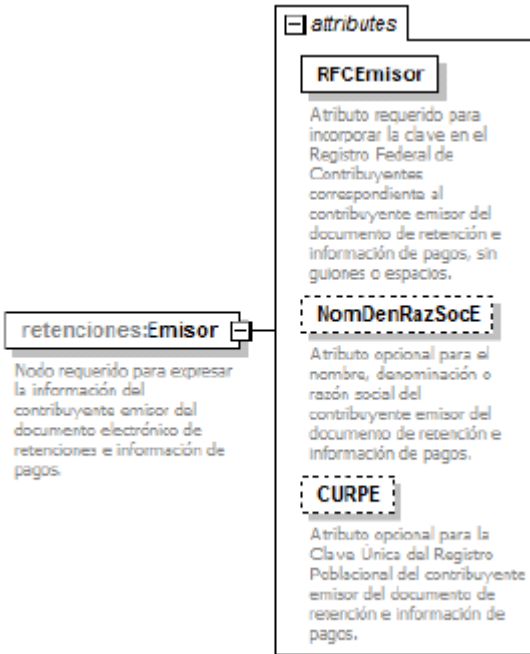 attributes
RFCEmisor
Atributo requerido para
incorporar la clave en el
Registro Federal de
Contribuyentes
correspondiente al
contribuyente emisor del
documento de retención e
información de pagos, sin
guiones o espacios.
retenciones:Emisor
Nodo requerido para expresar
la información del
contribuyente emisor del
documento electrónico de
retenciones e información de
pagos.
NomDenRazSocE
Atributo opcional para el
nombre, denominación o
razón social del
contribuyente emisor del
documento de retención e
información de pagos.
CURPE
Atributo opcional para la
Clave Única del Registro
Poblacional del contribuyente
emisor del documento de
retención e información de
pagos.